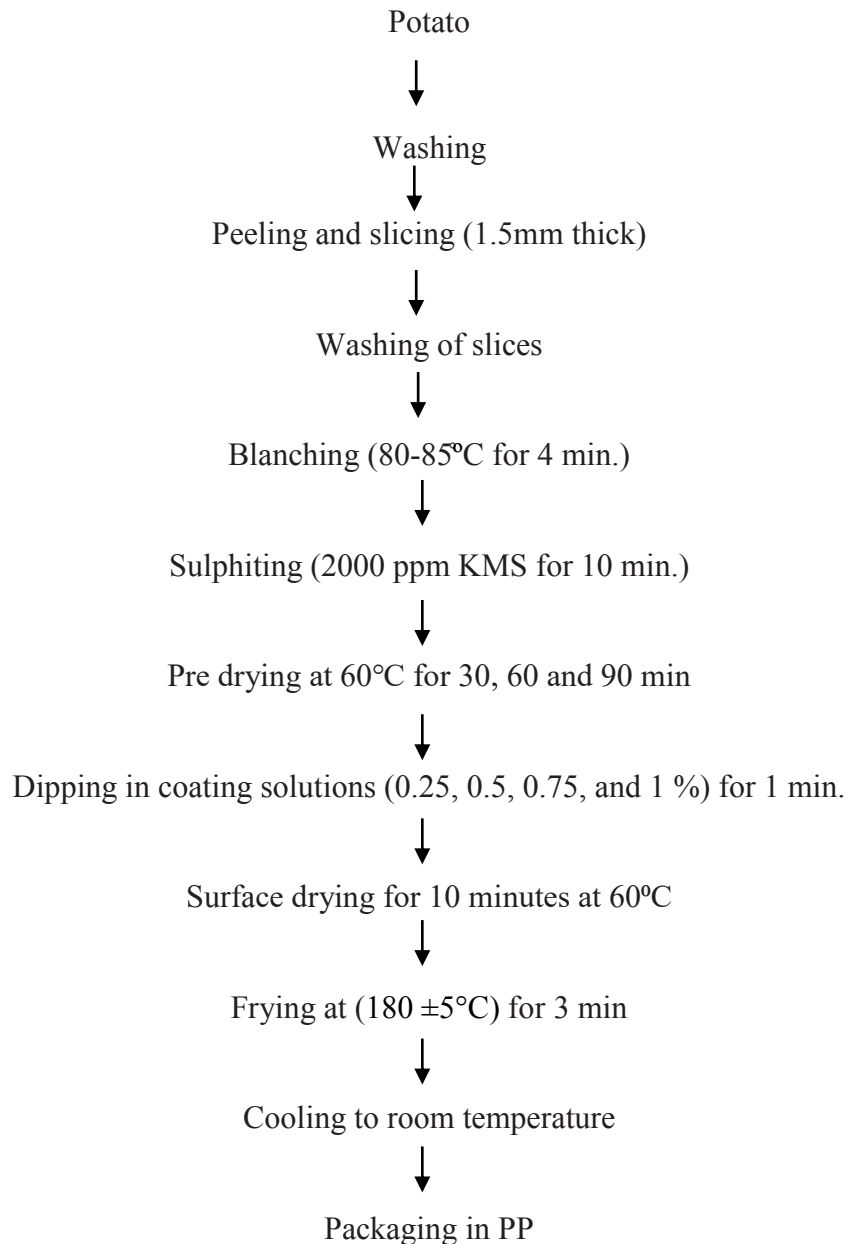 Potato
Washing
Peeling and slicing (1.5mm thick)
Washing of slices
Blanching (80-85ºC for 4 min.)
Sulphiting (2000 ppm KMS for 10 min.)
Pre drying at 60°C for 30, 60 and 90 min
Dipping in coating solutions (0.25, 0.5, 0.75, and 1 %) for 1 min.
Surface drying for 10 minutes at 60ºC
Frying at (180 ±5°C) for 3 min
Cooling to room temperature
Packaging in PP